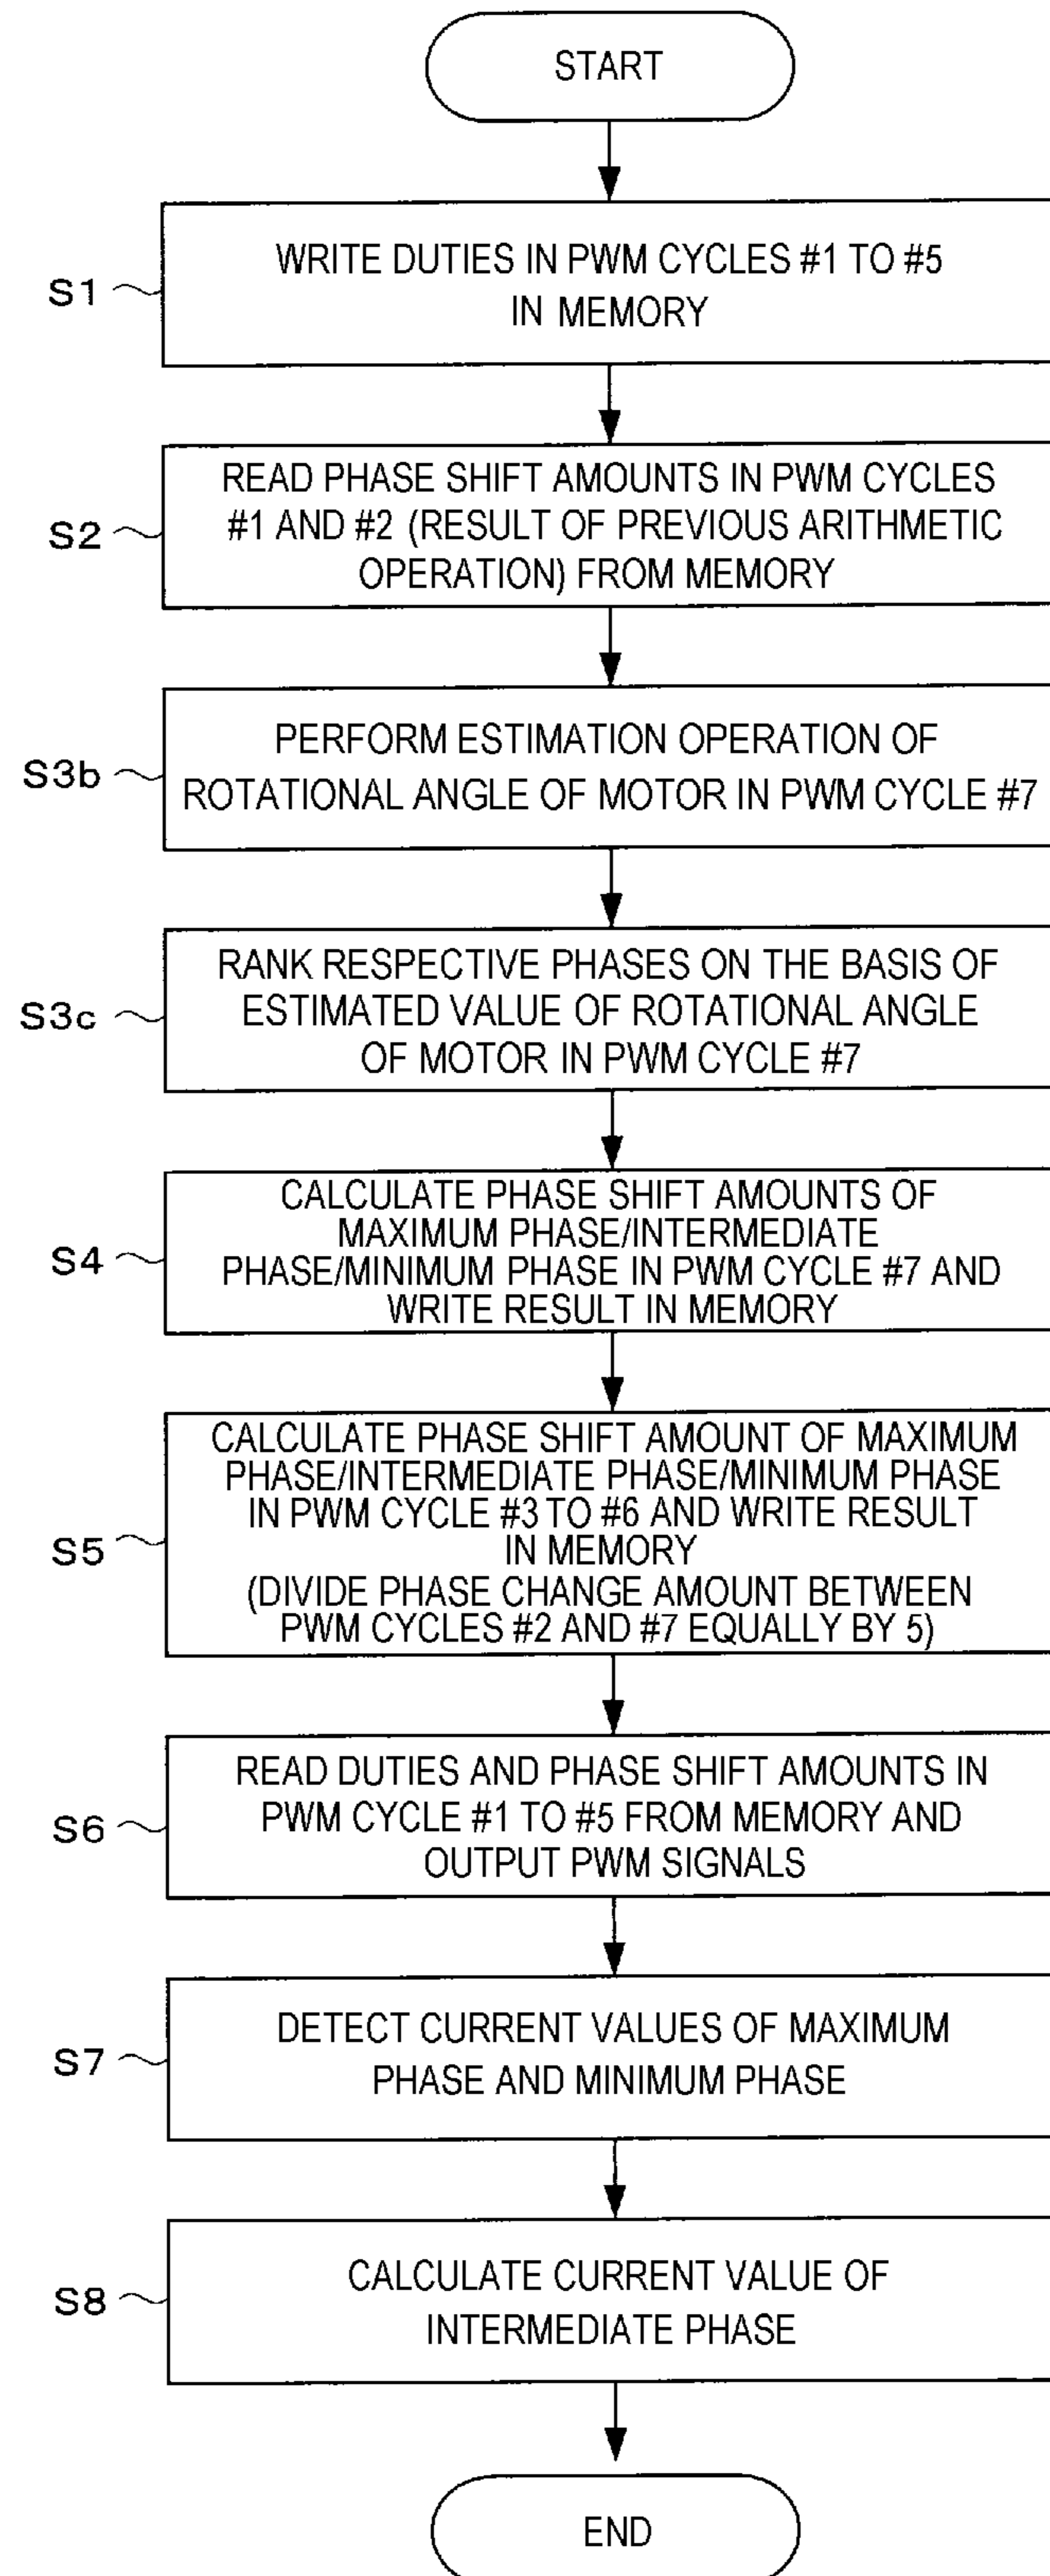 START
S1
WRITE DUTIES IN PWM CYCLES #1 TO #5
IN MEMORY
S2
READ PHASE SHIFT AMOUNTS IN PWM CYCLES
#1 AND #2 (RESULT OF PREVIOUS ARITHMETIC
OPERATION) FROM MEMORY
S3b
PERFORM ESTIMATION OPERATION OF
ROTATIONAL ANGLE OF MOTOR IN PWM CYCLE #7
S3c
RANK RESPECTIVE PHASES ON THE BASIS OF
ESTIMATED VALUE OF ROTATIONAL ANGLE
OF MOTOR IN PWM CYCLE #7
S4
CALCULATE PHASE SHIFT AMOUNTS OF
MAXIMUM PHASE/INTERMEDIATE
PHASE/MINIMUM PHASE IN PWM CYCLE #7 AND
WRITE RESULT IN MEMORY
S5
CALCULATE PHASE SHIFT AMOUNT OF MAXIMUM
PHASE/INTERMEDIATE PHASE/MINIMUM PHASE
IN PWM CYCLE #3 TO #6 AND WRITE RESULT
IN MEMORY
(DIVIDE PHASE CHANGE AMOUNT BETWEEN
PWM CYCLES #2 AND #7 EQUALLY BY 5)
S6
READ DUTIES AND PHASE SHIFT AMOUNTS IN
PWM CYCLE #1 TO #5 FROM MEMORY AND
OUTPUT PWM SIGNALS
S7
DETECT CURRENT VALUES OF MAXIMUM
PHASE AND MINIMUM PHASE
S8
CALCULATE CURRENT VALUE OF
INTERMEDIATE PHASE
END